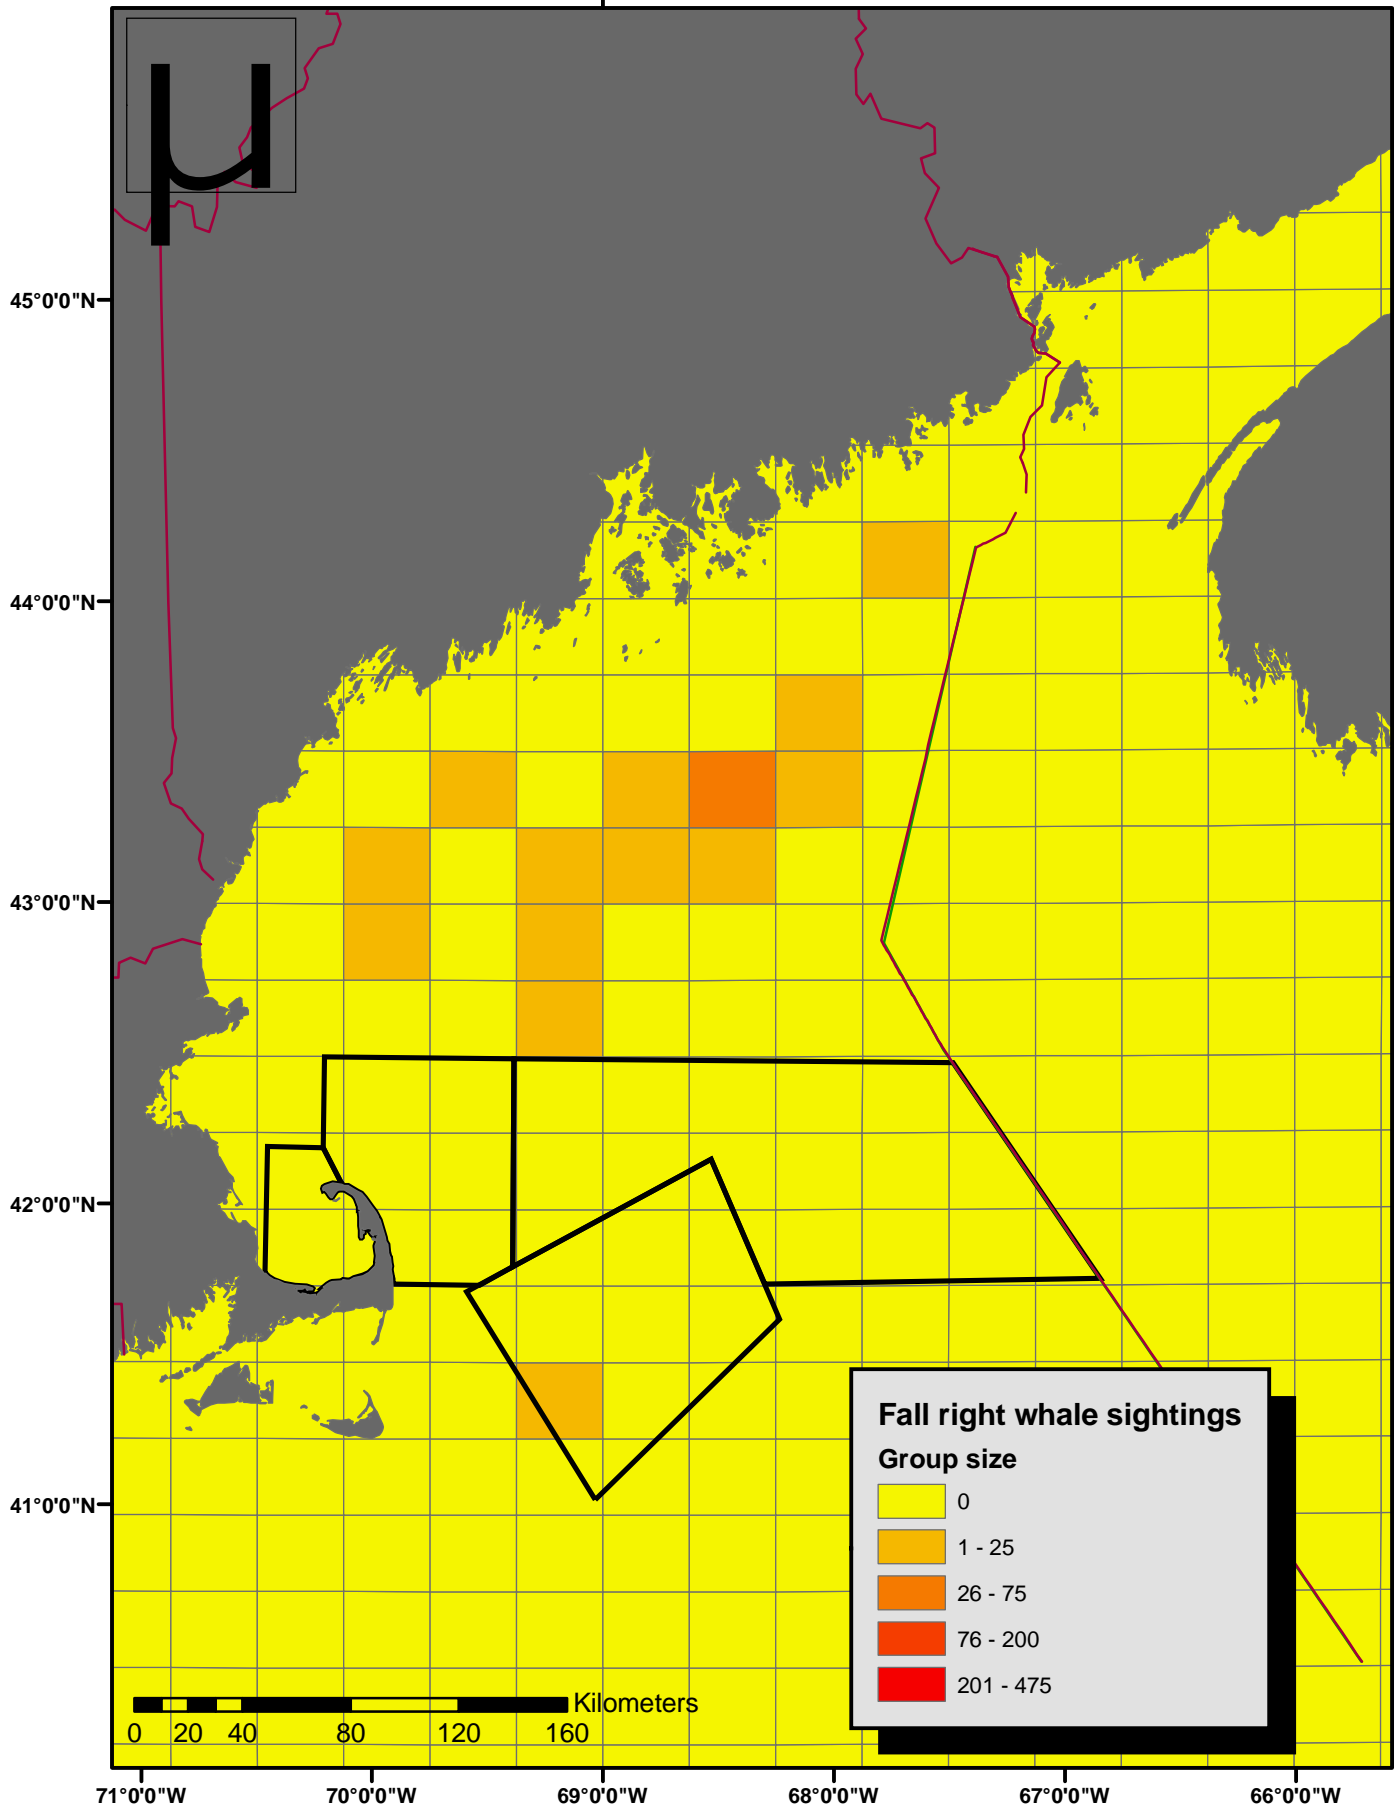 μ
45°0'0"N
44°0'0"N
43°0'0"N
42°0'0"N
41°0'0"N
Fall right whale sightings
Group size
0
1 - 25
26 - 75
76 - 200
201 - 475
Kilometers
0 20 40 80 120 160
71°0'0"W 70°0'0"W 69°0'0"W 68°0'0"W 67°0'0"W 66°0'0"W